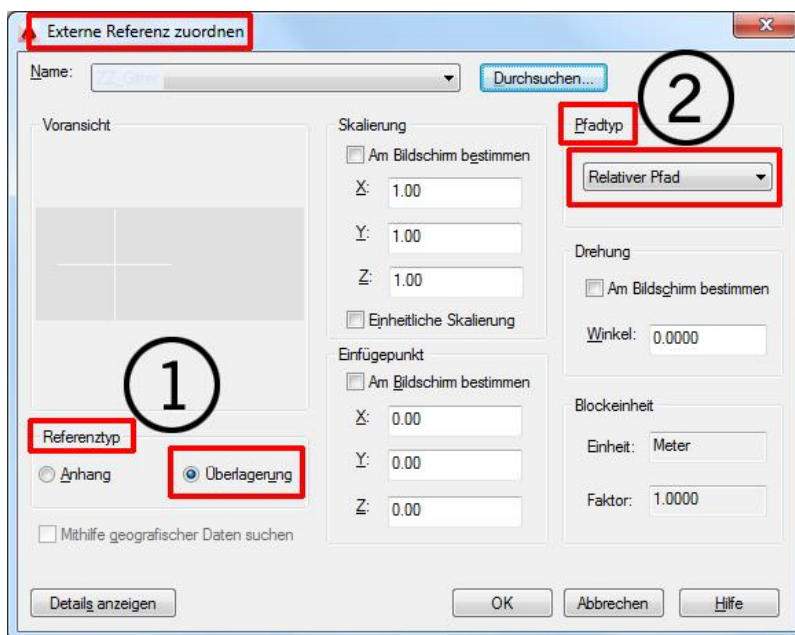 Externe Referenz zuordnen
Name: ZZ_Gitter Durchsuchen...
2
Voransicht
Skalierung
Am Bildschirm bestimmen
X: 1.00
Y: 1.00
Z: 1.00
Einheitliche Skalierung
Pfadtyp
Relativer Pfad
Drehung
Am Bildschirm bestimmen
Winkel: 0.0000
1
Referenztyp
Anhang Überlagerung
Mithilfe geografischer Daten suchen
Einfügepunkt
Am Bildschirm bestimmen
X: 0.00
Y: 0.00
Z: 0.00
Blockeinheit
Einheit: Meter
Faktor: 1.0000
Details anzeigen OK Abbrechen Hilfe